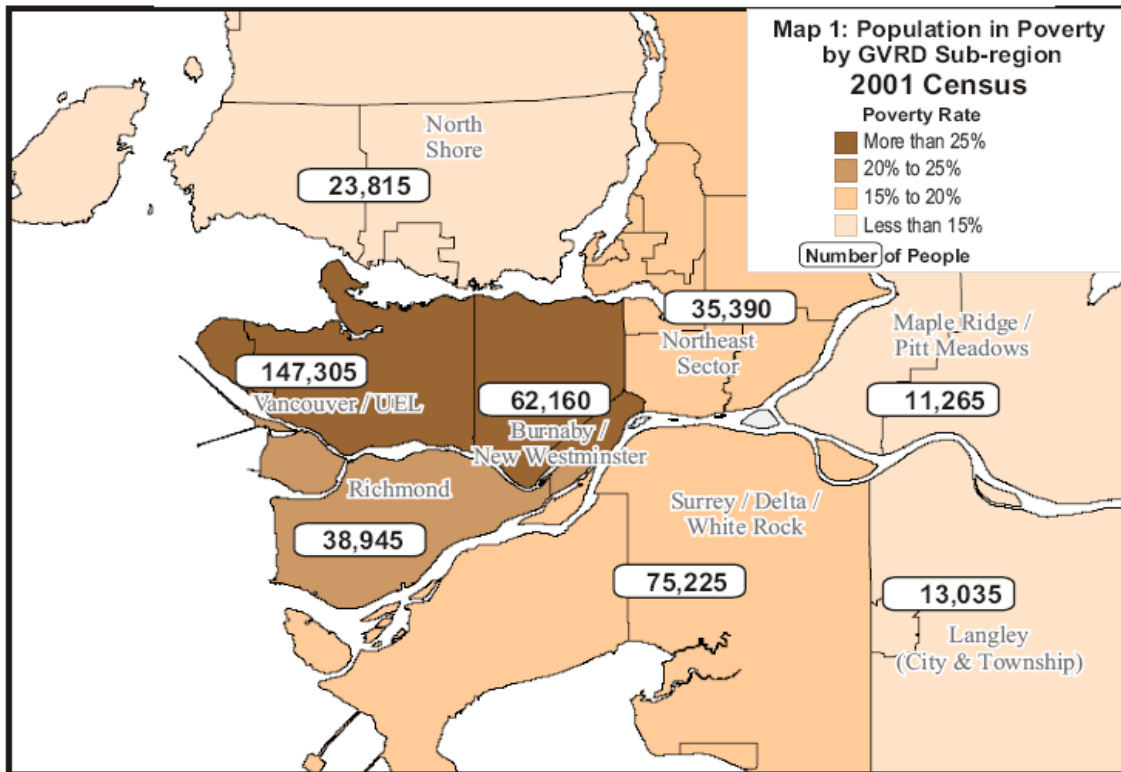 Map 1: Population in Poverty
by GVRD Sub-region
2001 Census
Poverty Rate
More than 25%
20% to 25%
15% to 20%
Less than 15%
Number of People
North
Shore
23,815
35,390
Northeast
Sector
Maple Ridge /
Pitt Meadows
11,265
147,305
Vancouver / UEL
62,160
Burnaby /
New Westminster
Richmond
38,945
Surrey / Delta /
White Rock
75,225
13,035
Langley
(City & Township)